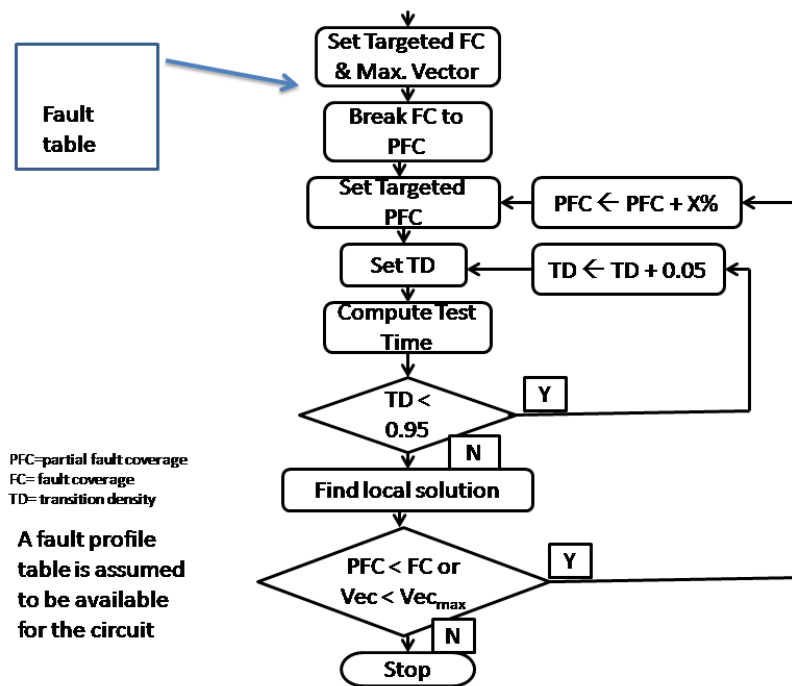 Set Targeted FC
& Max. Vector
Fault
table
Break FC to
PFC
Set Targeted
PFC
PFC ← PFC + X%
Set TD
TD ← TD + 0.05
Compute Test
Time
TD <
0.95
Y
N
PFC=partial fault coverage
FC= fault coverage
TD= transition density
Find local solution
A fault profile
table is assumed
to be available
for the circuit
PFC < FC or
Vec < Vecmax
Y
N
Stop